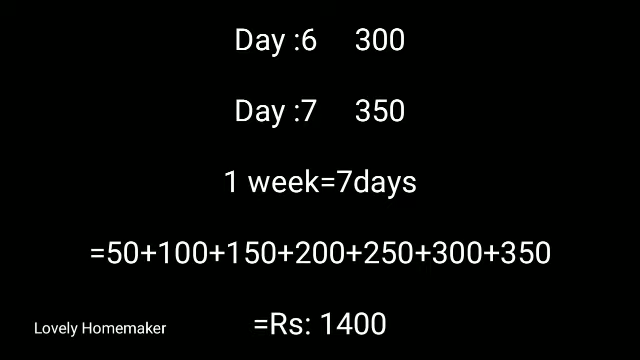 Day :6 300
Day :7 350
1 week=7days
=50+100+150+200+250+300+350
=Rs: 1400
Lovely Homemaker